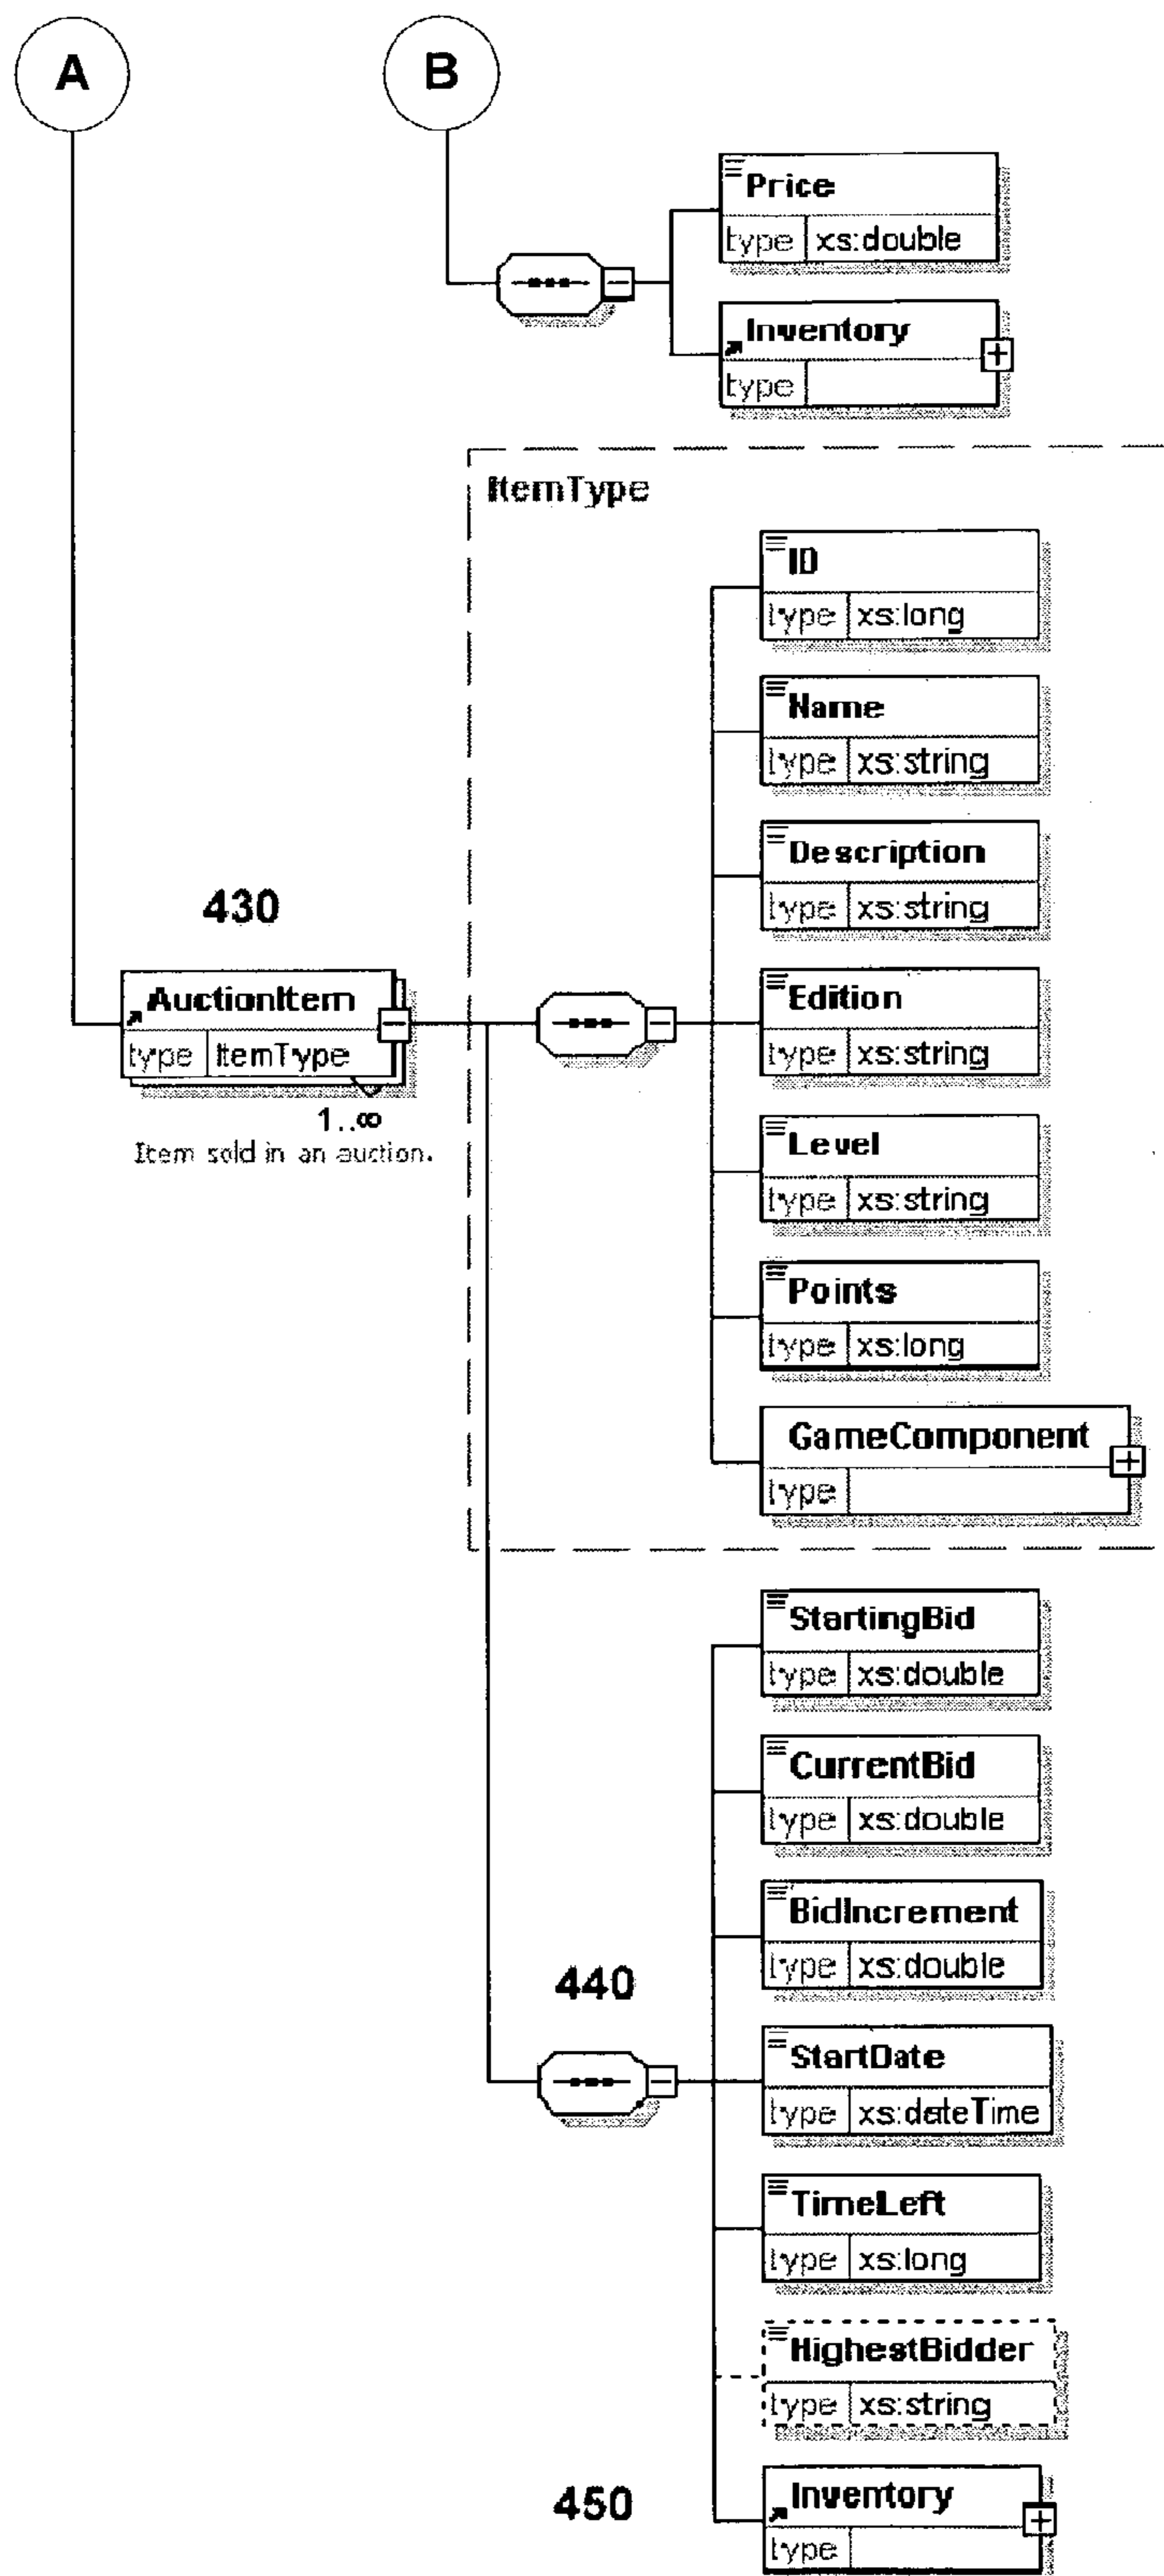 A
B
Price
type xs:double
Inventory
type
ItemType
ID
type xs:long
Name
type xs:string
Description
type xs:string
430
AuctionItem
type ItemType
1..∞
Item sold in an auction.
Edition
type xs:string
Level
type xs:string
Points
type xs:long
GameComponent
type
StartingBid
type xs:double
CurrentBid
type xs:double
BidIncrement
type xs:double
440
StartDate
type xs:dateTime
TimeLeft
type xs:long
HighestBidder
type xs:string
450
Inventory
type